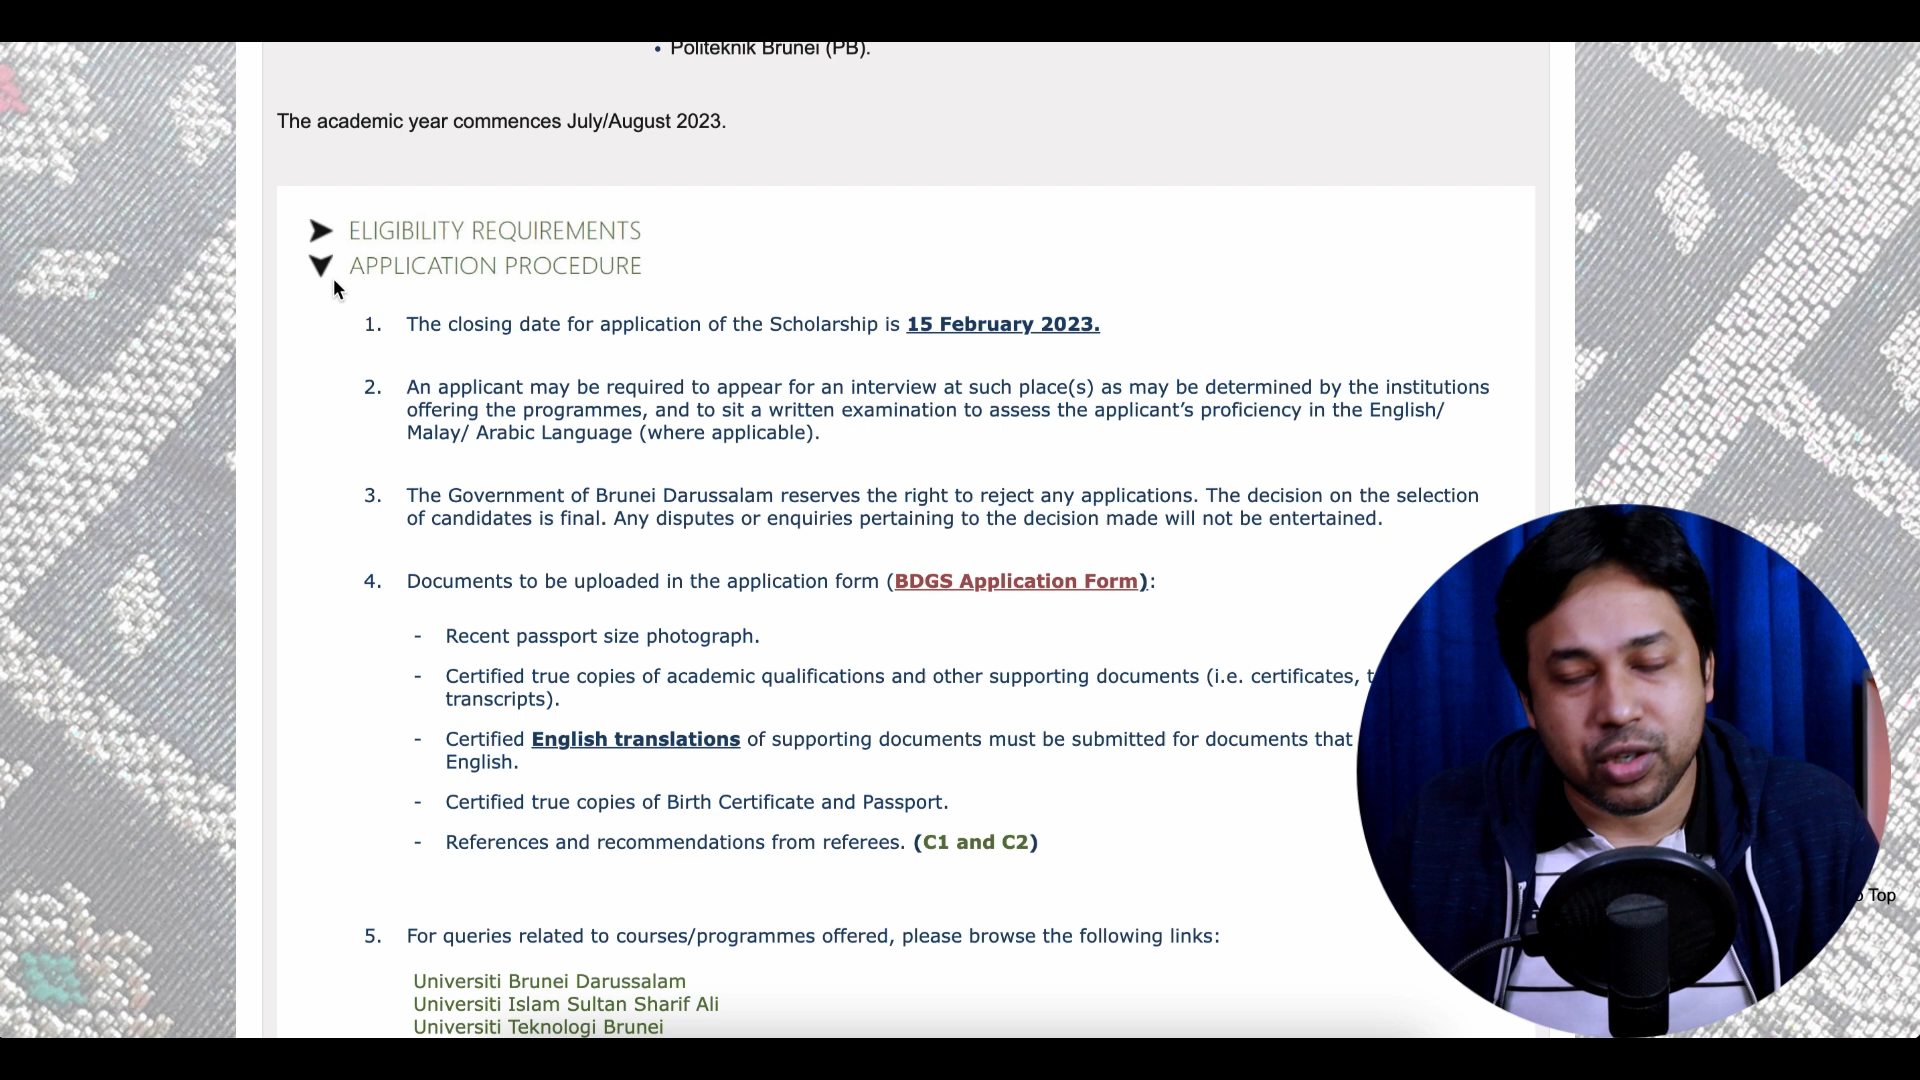 • Politeknik Brunei (PB).
The academic year commences July/August 2023.
ELIGIBILITY REQUIREMENTS
APPLICATION PROCEDURE
1. The closing date for application of the Scholarship is 15 February 2023.
2. An applicant may be required to appear for an interview at such place(s) as may be determined by the institutions
offering the programmes, and to sit a written examination to assess the applicant’s proficiency in the English/
Malay/ Arabic Language (where applicable).
3. The Government of Brunei Darussalam reserves the right to reject any applications. The decision on the selection
of candidates is final. Any disputes or enquiries pertaining to the decision made will not be entertained.
4. Documents to be uploaded in the application form (BDGS Application Form):
- Recent passport size photograph.
- Certified true copies of academic qualifications and other supporting documents (i.e. certificates,
transcripts).
- Certified English translations of supporting documents must be submitted for documents that
English.
- Certified true copies of Birth Certificate and Passport.
- References and recommendations from referees. (C1 and C2)
Top
5. For queries related to courses/programmes offered, please browse the following links:
Universiti Brunei Darussalam
Universiti Islam Sultan Sharif Ali
Universiti Teknologi Brunei